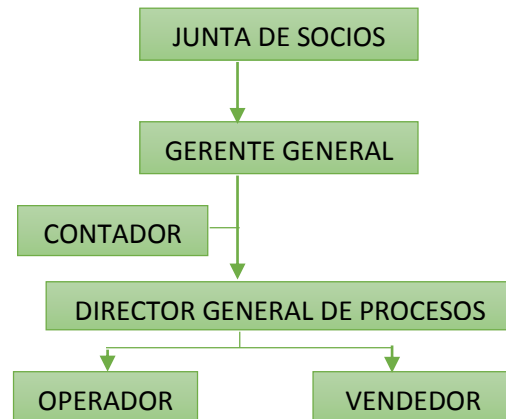 JUNTA DE SOCIOS
GERENTE GENERAL
CONTADOR
DIRECTOR GENERAL DE PROCESOS
OPERADOR
VENDEDOR